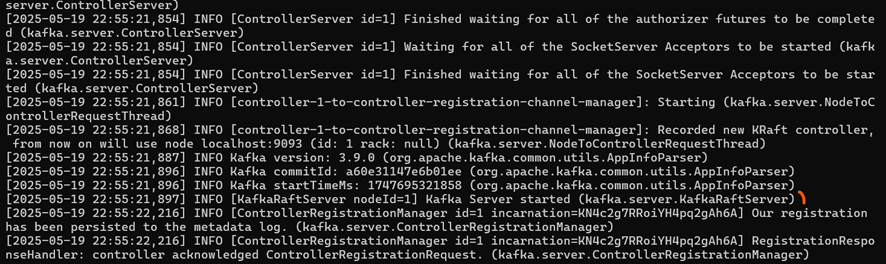 server.ControllerServer)
[2025-05-19 22:55:21,854] INFO [ControllerServer id=1] Finished waiting for all of the authorizer futures to be complete
d (kafka.server.ControllerServer)
[2025-05-19 22:55:21,854] INFO [ControllerServer id=1] Waiting for all of the SocketServer Acceptors to be started (kafk
a.server.ControllerServer)
[2025-05-19 22:55:21,854] INFO [ControllerServer id=1] Finished waiting for all of the SocketServer Acceptors to be star
ted (kafka.server.ControllerServer)
[2025-05-19 22:55:21,861] INFO [controller-1-to-controller-registration-channel-manager]: Starting (kafka.server.NodeToC
ontrollerRequestThread)
[2025-05-19 22:55:21,868] INFO [controller-1-to-controller-registration-channel-manager]: Recorded new KRaft controller,
 from now on will use node localhost:9093 (id: 1 rack: null) (kafka.server.NodeToControllerRequestThread)
[2025-05-19 22:55:21,887] INFO Kafka version: 3.9.0 (org.apache.kafka.common.utils.AppInfoParser)
[2025-05-19 22:55:21,896] INFO Kafka commitId: a60e31147e6b01ee (org.apache.kafka.common.utils.AppInfoParser)
[2025-05-19 22:55:21,896] INFO Kafka startTimeMs: 1747695321858 (org.apache.kafka.common.utils.AppInfoParser)
[2025-05-19 22:55:21,897] INFO [KafkaRaftServer nodeId=1] Kafka Server started (kafka.server.KafkaRaftServer)
[2025-05-19 22:55:22,216] INFO [ControllerRegistrationManager id=1 incarnation=KN4c2g7RRoiYH4pq2gAh6A] Our registration
has been persisted to the metadata log. (kafka.server.ControllerRegistrationManager)
[2025-05-19 22:55:22,216] INFO [ControllerRegistrationManager id=1 incarnation=KN4c2g7RRoiYH4pq2gAh6A] RegistrationRespo
nseHandler: controller acknowledged ControllerRegistrationRequest. (kafka.server.ControllerRegistrationManager)